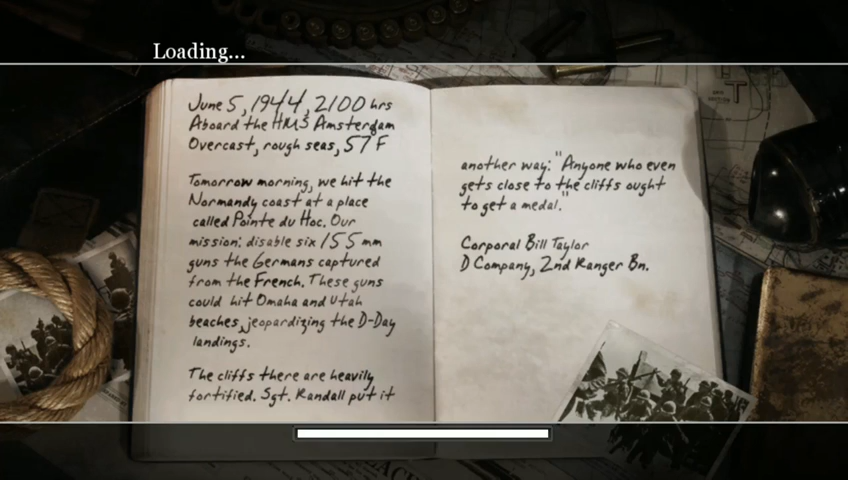 Loading...
June 5, 1944, 2100 hrs
Aboard the HMS Amsterdam
Overcast, rough seas, 57 F
Tomorrow morning, we hit the
Normandy coast at a place
called Pointe du Hoc. Our
mission: disable six 155 mm
guns the Germans captured
from the French. These guns
could hit Omaha and Utah
beaches, jeopardizing the D-Day
landings.
The cliffs there are heavily
fortified. Sgt. Randall put it
another way: "Anyone who even
gets close to the cliffs ought
to get a medal."
Corporal Bill Taylor
D Company, 2nd Ranger Bn.